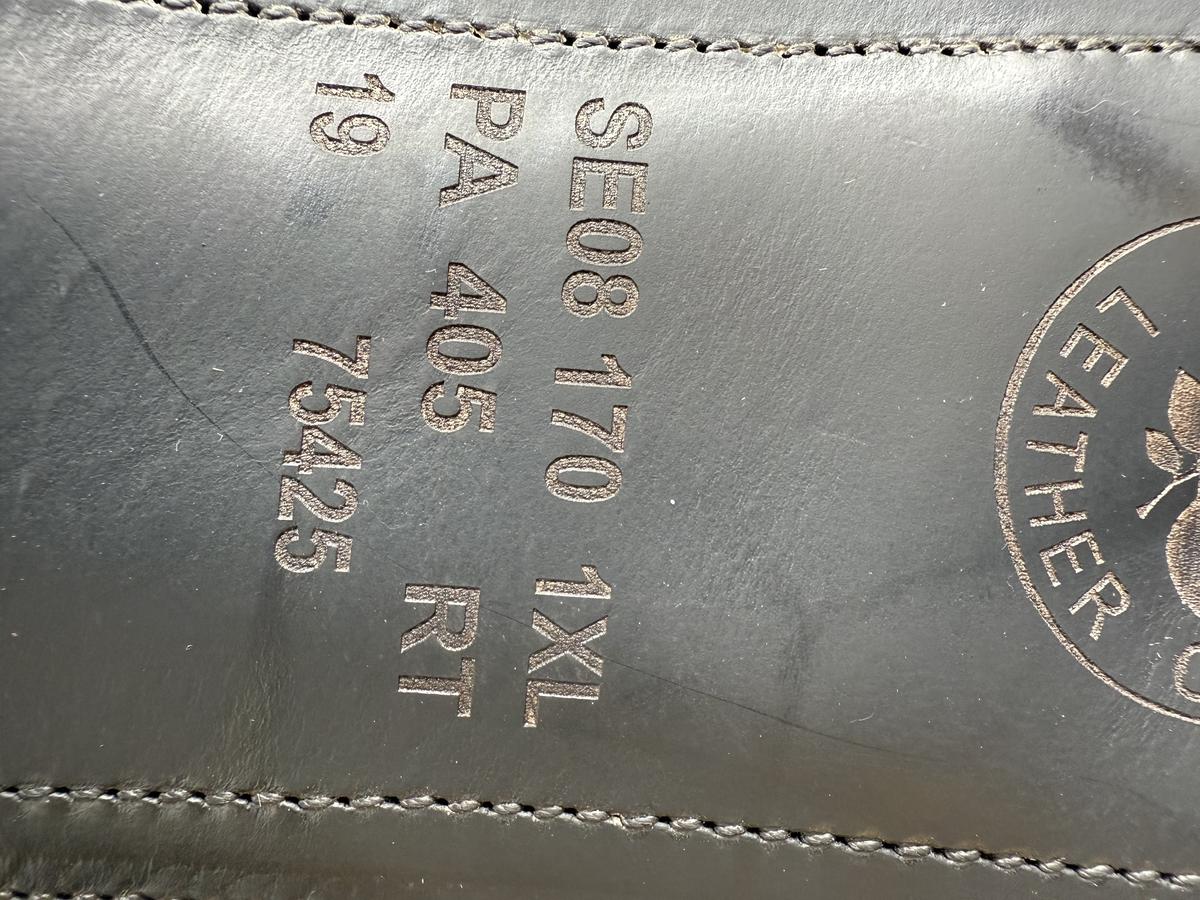 SE08 170 1XL
PA 405 RT
19 75425
LEATHER